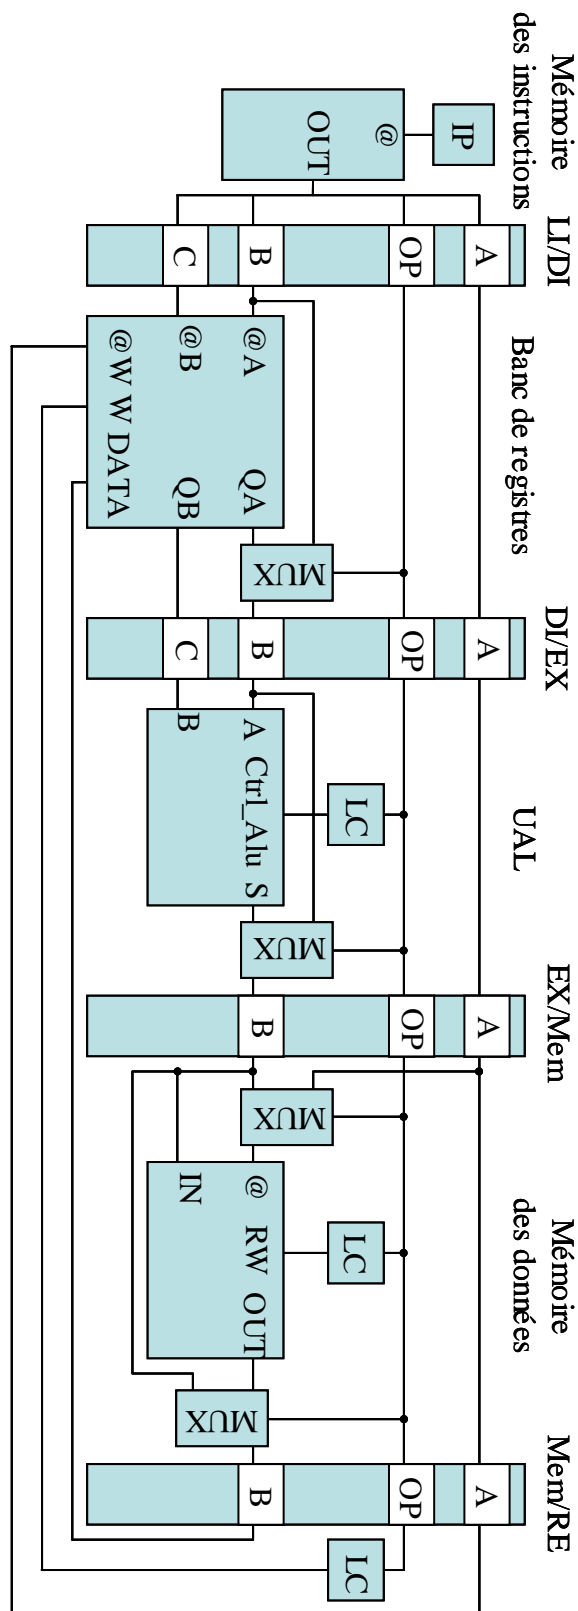 Mémoire
des instructions
LI/DI
Banc de registres
DI/EX
UAL
EX/Mem
Mémoire
des données
Mem/RE
IP
@
OUT
A
OP
B
C
@A
@B
@W W DATA
QA
QB
MUX
A
OP
B
C
LC
A
B
Ctrl_Alu
S
MUX
A
OP
B
MUX
LC
@
RW
OUT
IN
MUX
A
OP
B
LC